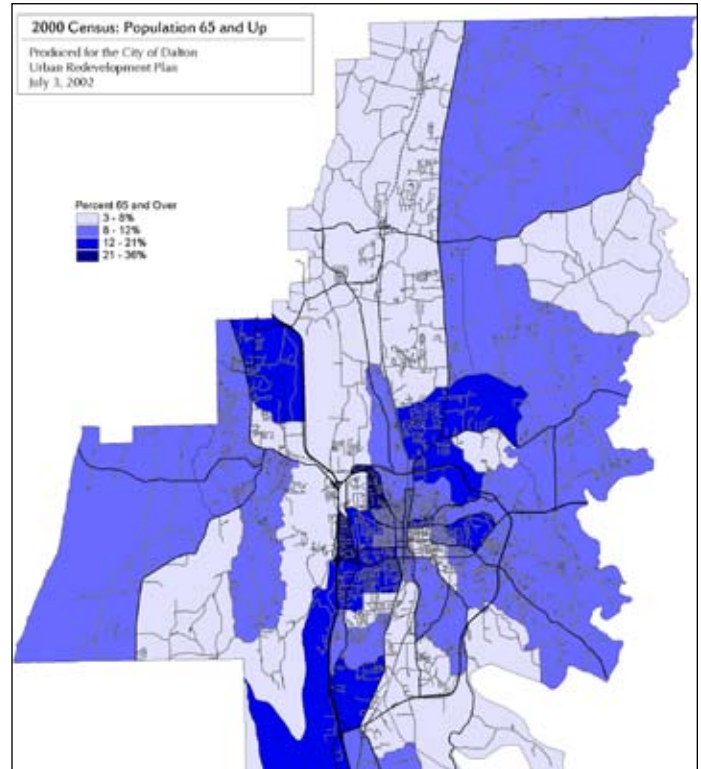 2000 Census: Population 65 and Up
Produced for the City of Dalton
Urban Redevelopment Plan
July 3, 2002
Percent 65 and Over
3 - 8%
8 - 12%
12 - 21%
21 - 36%